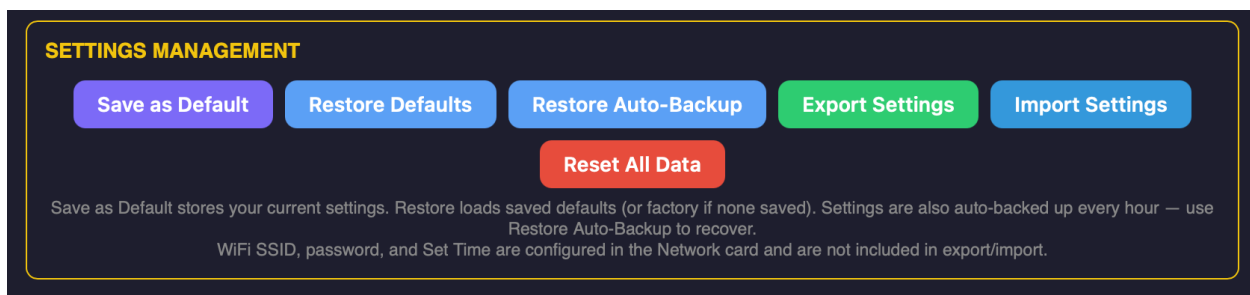 SETTINGS MANAGEMENT
Save as Default Restore Defaults Restore Auto-Backup Export Settings Import Settings
Reset All Data
Save as Default stores your current settings. Restore loads saved defaults (or factory if none saved). Settings are also auto-backed up every hour — use
Restore Auto-Backup to recover.
WiFi SSID, password, and Set Time are configured in the Network card and are not included in export/import.